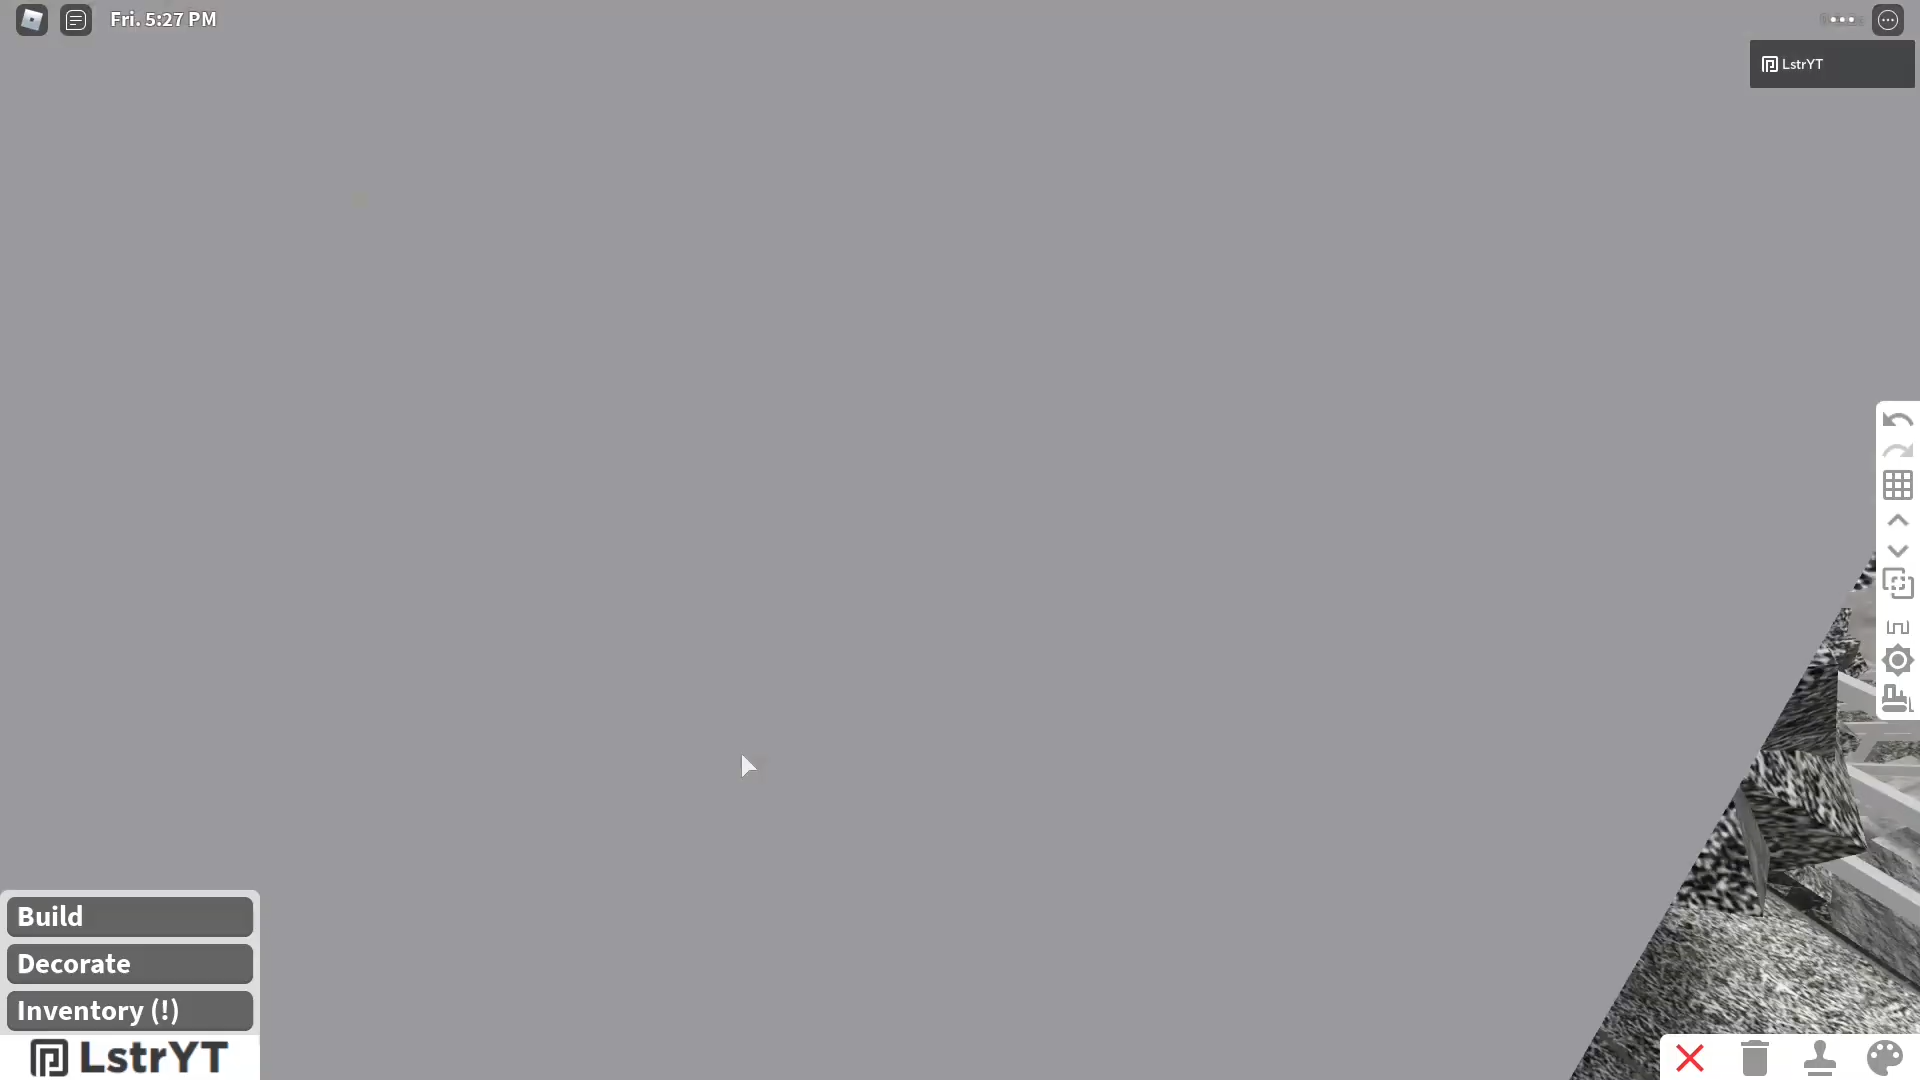 Fri. 5:27 PM
LstrYT
Build
Decorate
Inventory (!)
LstrYT